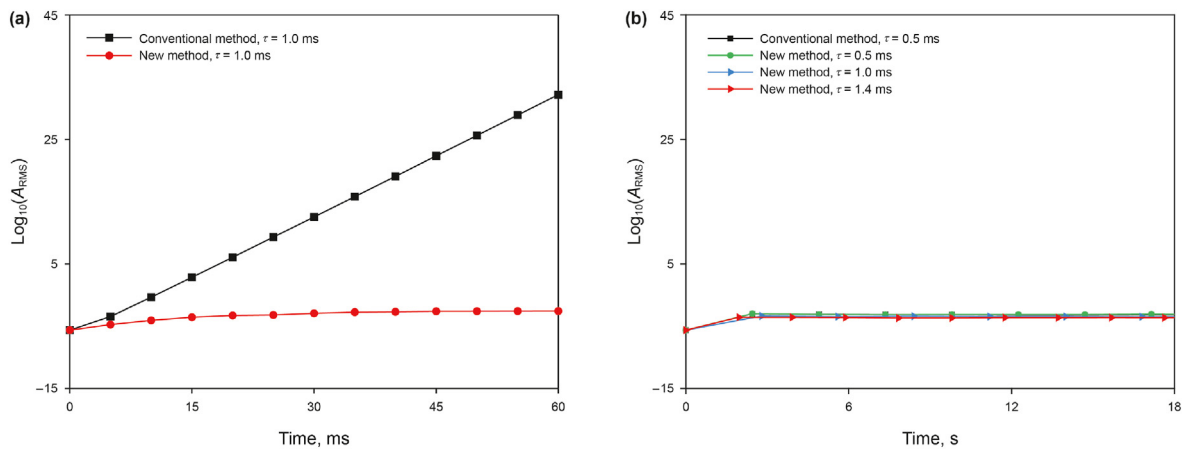 (a)
45
25
5
−15
Log10(ARMS)
Conventional method, τ = 1.0 ms
New method, τ = 1.0 ms
0
15
30
45
60
Time, ms
(b)
45
25
5
−15
Log10(ARMS)
Conventional method, τ = 0.5 ms
New method, τ = 0.5 ms
New method, τ = 1.0 ms
New method, τ = 1.4 ms
0
6
12
18
Time, s